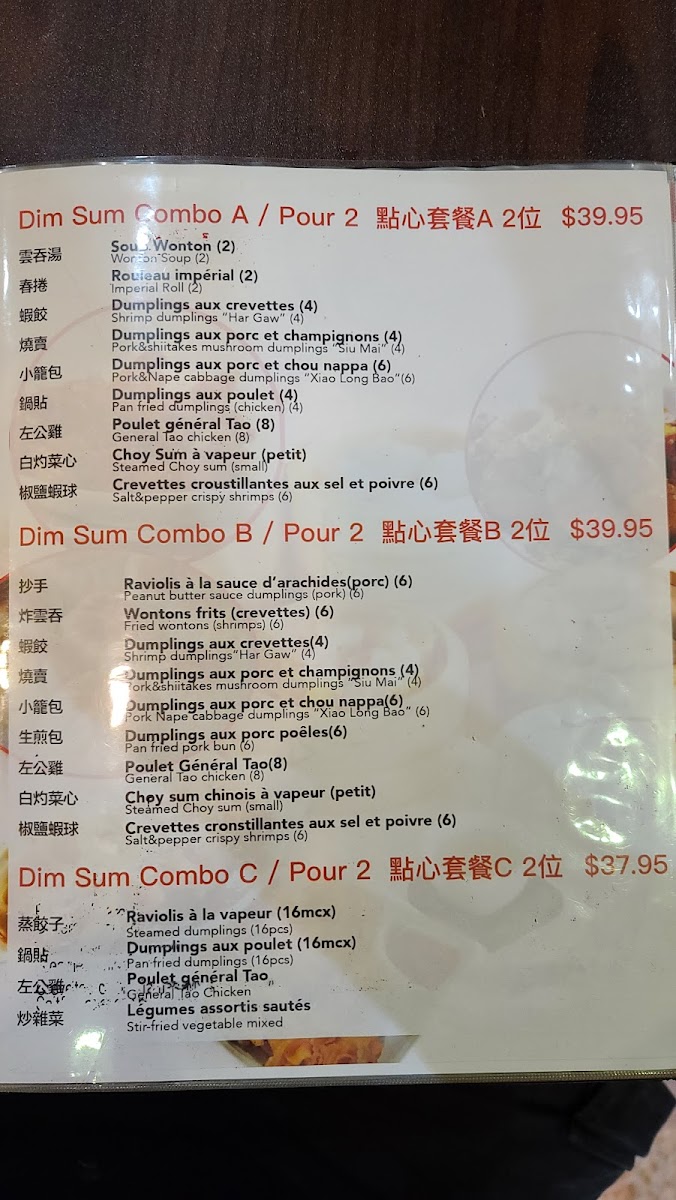 Dim Sum Combo A / Pour 2 點心套餐A 2位 $39.95
雲吞湯 Soup Wonton (2)
Wonton Soup (2)
春捲 Rouleau impérial (2)
Imperial Roll (2)
蝦餃 Dumplings aux crevettes (4)
Shrimp dumplings "Har Gaw" (4)
燒賣 Dumplings aux porc et champignons (4)
Pork&shiitakes mushroom dumplings "Siu Mai" (4)
小籠包 Dumplings aux porc et chou nappa (6)
Pork&Nape cabbage dumplings "Xiao Long Bao"(6)
鍋貼 Dumplings aux poulet (4)
Pan fried dumplings (chicken) (4)
左公雞 Poulet général Tao (8)
General Tao chicken (8)
白灼菜心 Choy Sum à vapeur (petit)
Steamed Choy sum (small)
椒鹽蝦球 Crevettes croustillantes aux sel et poivre (6)
Salt&pepper crispy shrimps (6)
Dim Sum Combo B / Pour 2 點心套餐B 2位 $39.95
抄手 Raviolis à la sauce d'arachides(porc) (6)
Peanut butter sauce dumplings (pork) (6)
炸雲吞 Wontons frits (crevettes) (6)
Fried wontons (shrimps) (6)
蝦餃 Dumplings aux crevettes(4)
Shrimp dumplings"Har Gaw" (4)
燒賣 Dumplings aux porc et champignons (4)
Pork&shiitakes mushroom dumplings "Siu Mai" (4)
小籠包 Dumplings aux porc et chou nappa(6)
Pork Nape cabbage dumplings "Xiao Long Bao" (6)
生煎包 Dumplings aux porc poêles(6)
Pan fried pork bun (6)
左公雞 Poulet Général Tao(8)
General Tao chicken (8)
白灼菜心 Choy sum chinois à vapeur (petit)
Steamed Choy sum (small)
椒鹽蝦球 Crevettes cronstillantes aux sel et poivre (6)
Salt&pepper crispy shrimps (6)
Dim Sum Combo C / Pour 2 點心套餐C 2位 $37.95
蒸餃子 Raviolis à la vapeur (16mcx)
Steamed dumplings (16pcs)
鍋貼 Dumplings aux poulet (16mcx)
Pan fried dumplings (16pcs)
左公雞 Poulet général Tao
General Tao Chicken
炒雜菜 Légumes assortis sautés
Stir-fried vegetable mixed